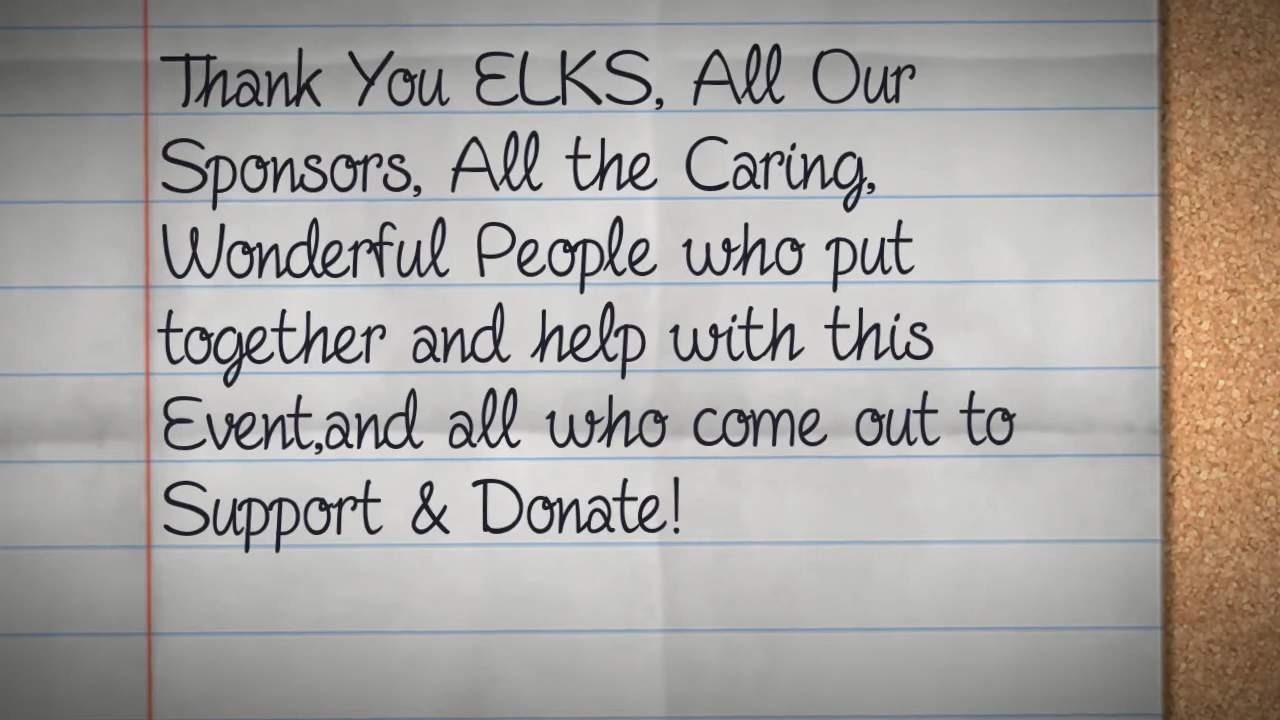 Thank You ELKS, All Our
Sponsors, All the Caring,
Wonderful People who put
together and help with this
Event,and all who come out to
Support & Donate!